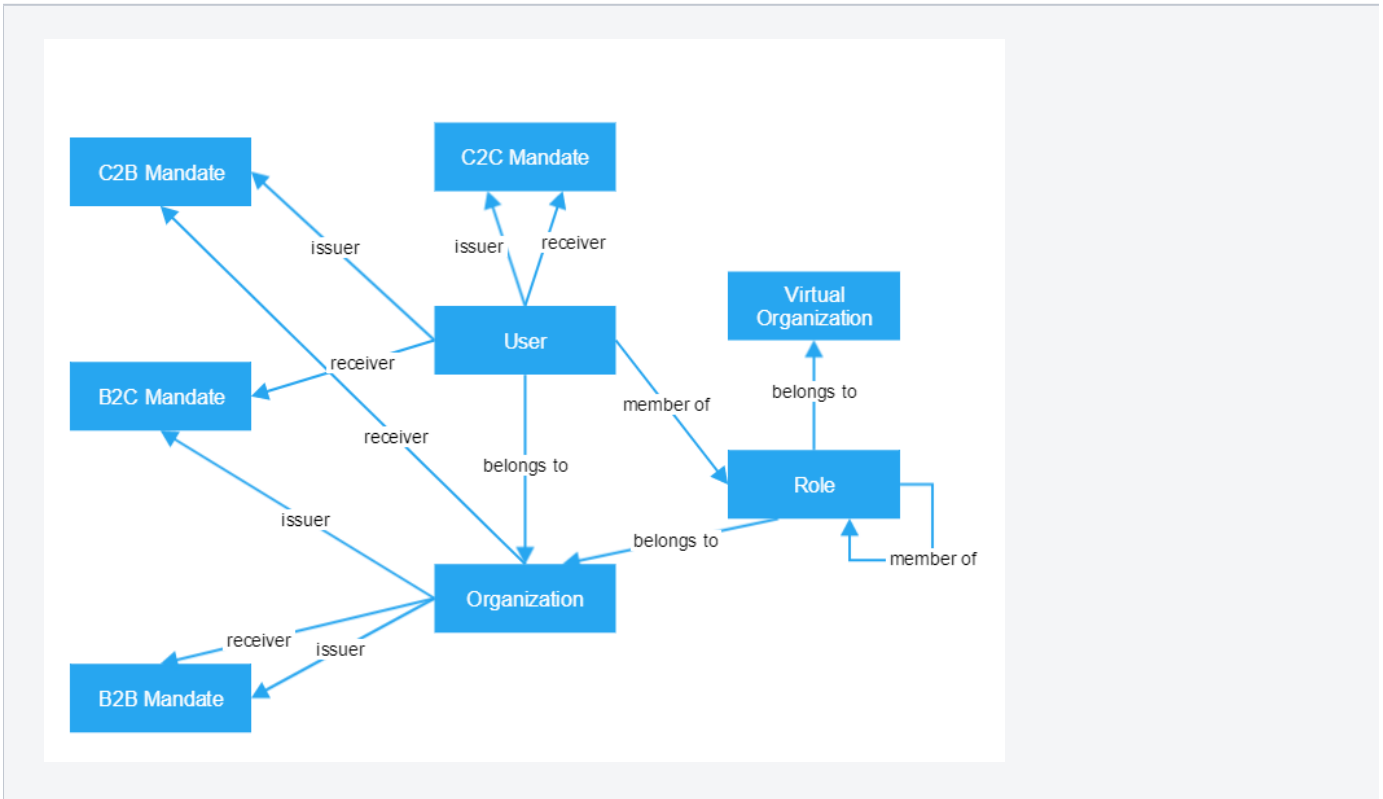 C2C Mandate
C2B Mandate
issuer
receiver
issuer
Virtual
Organization
User
receiver
B2C Mandate
belongs to
member of
receiver
belongs to
Role
issuer
belongs to
member of
Organization
receiver
issuer
B2B Mandate